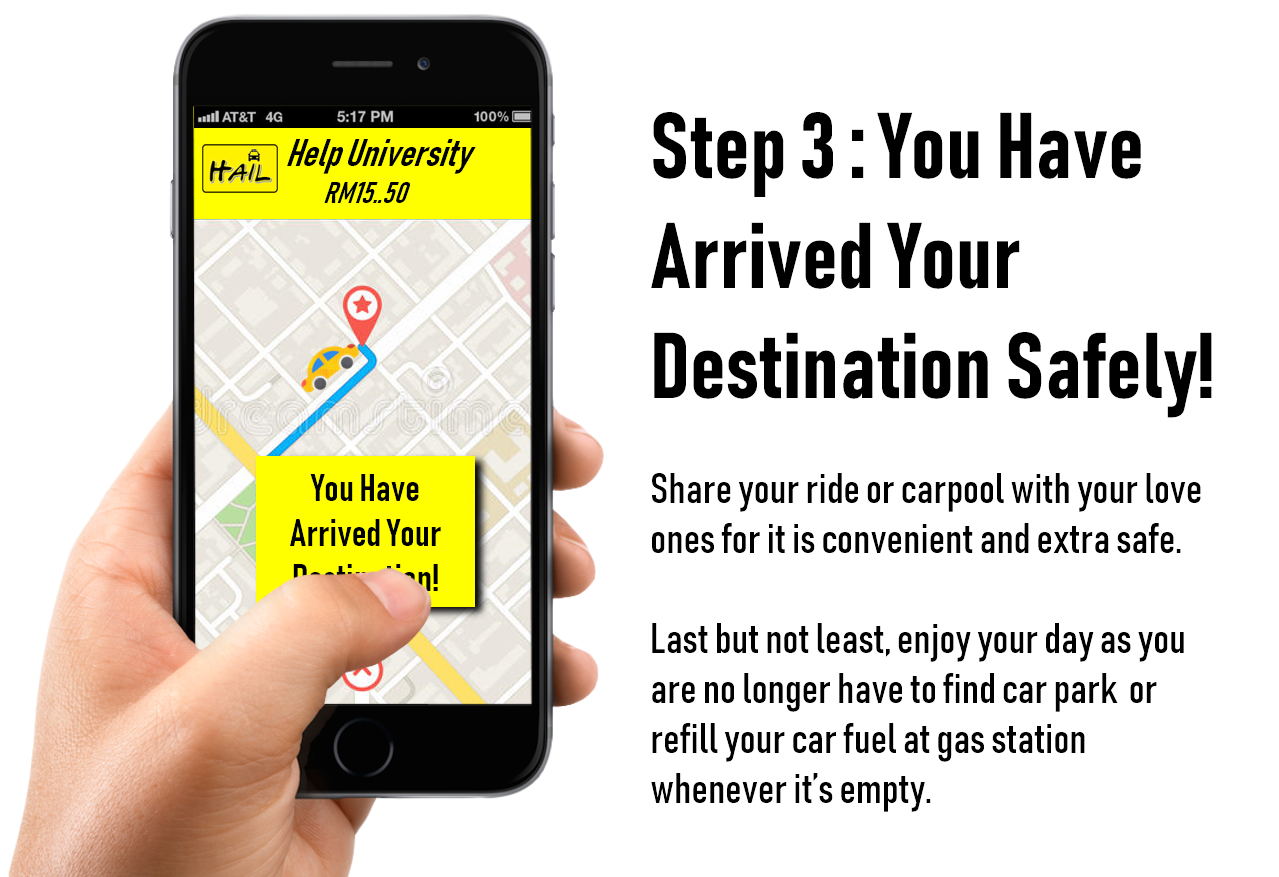 AT&T 4G 5:17 PM 100%
HAIL
Help University
RM15..50
dreamstime
You Have
Arrived Your
Destination!
Step 3 : You Have
Arrived Your
Destination Safely!
Share your ride or carpool with your love
ones for it is convenient and extra safe.
Last but not least, enjoy your day as you
are no longer have to find car park or
refill your car fuel at gas station
whenever it’s empty.